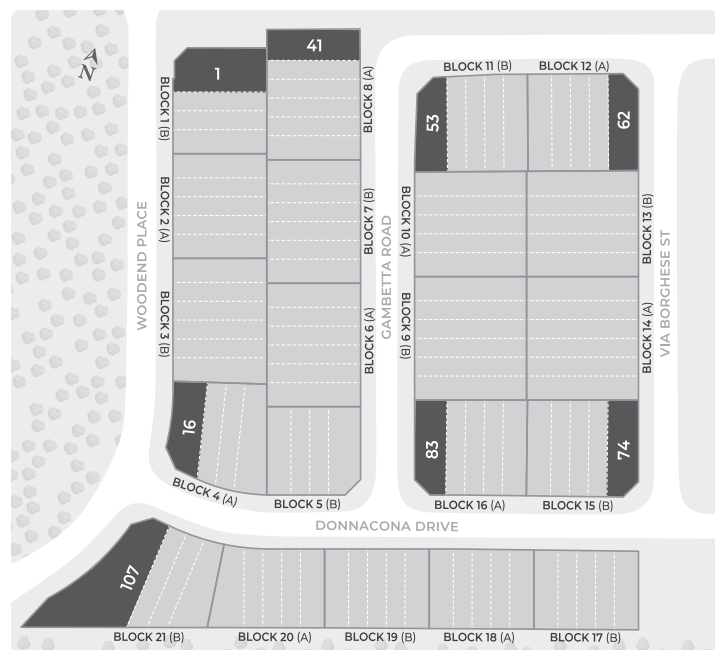 N
41
1
BLOCK 1 (B)
BLOCK 8 (A)
BLOCK 11 (B)
BLOCK 12 (A)
53
62
WOODEND PLACE
BLOCK 2 (A)
BLOCK 7 (B)
GAMBETTA ROAD
BLOCK 10 (A)
BLOCK 13 (B)
VIA BORGHESE ST
BLOCK 3 (B)
BLOCK 6 (A)
BLOCK 9 (B)
BLOCK 14 (A)
16
83
74
BLOCK 4 (A)
BLOCK 5 (B)
BLOCK 16 (A)
BLOCK 15 (B)
DONNACONA DRIVE
107
BLOCK 21 (B)
BLOCK 20 (A)
BLOCK 19 (B)
BLOCK 18 (A)
BLOCK 17 (B)